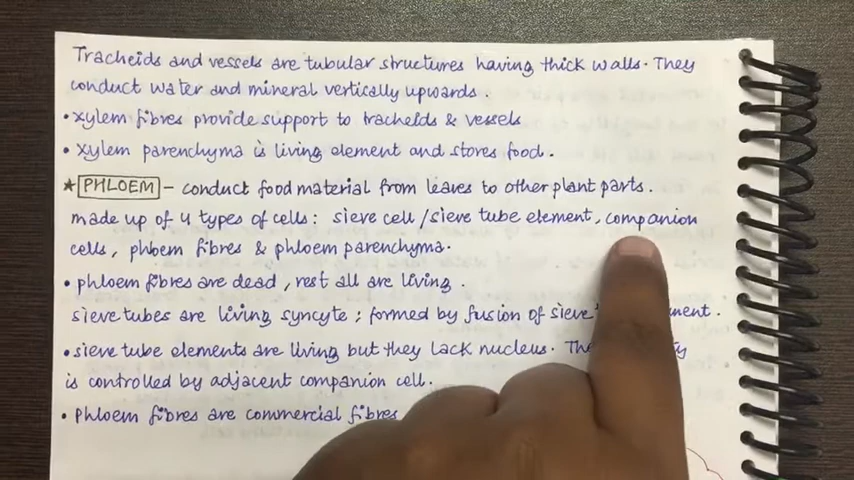 Tracheids and vessels are tubular structures having thick walls. They
conduct water and mineral vertically upwards.
• xylem fibres provide support to tracheids & vessels
• xylem parenchyma is living element and stores food.
★ PHLOEM – conduct food material from leaves to other plant parts.
made up of 4 types of cells: sieve cell/sieve tube element, companion
cells, phloem fibres & phloem parenchyma.
• phloem fibres are dead, rest all are living.
sieve tubes are living syncyte; formed by fusion of sieve
• sieve tube elements are living but they lack nucleus.
is controlled by adjacent companion cell.
• Phloem fibres are commercial fibres